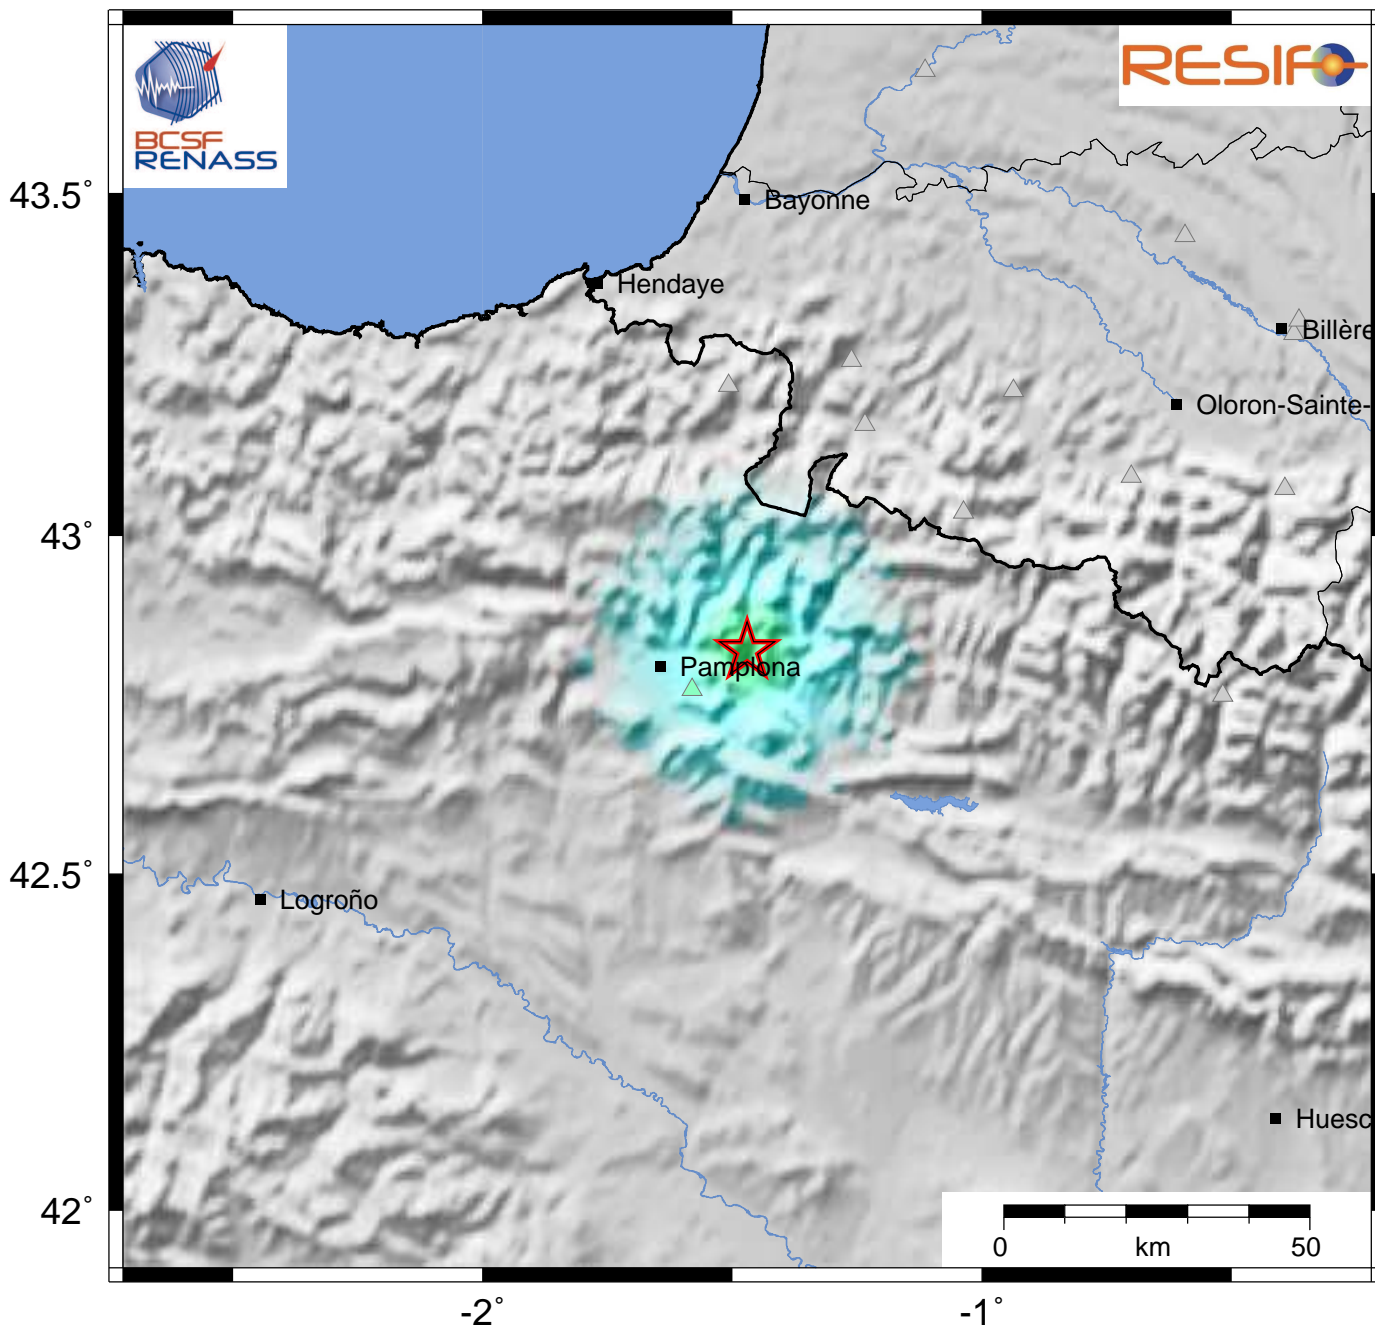 BCSF
RENASS
RESIF
43.5°
Bayonne
Hendaye
Billère
Oloron-Sainte-
43°
Pamplona
42.5°
Logroño
42°
Huesc
0 km 50
-2° -1°